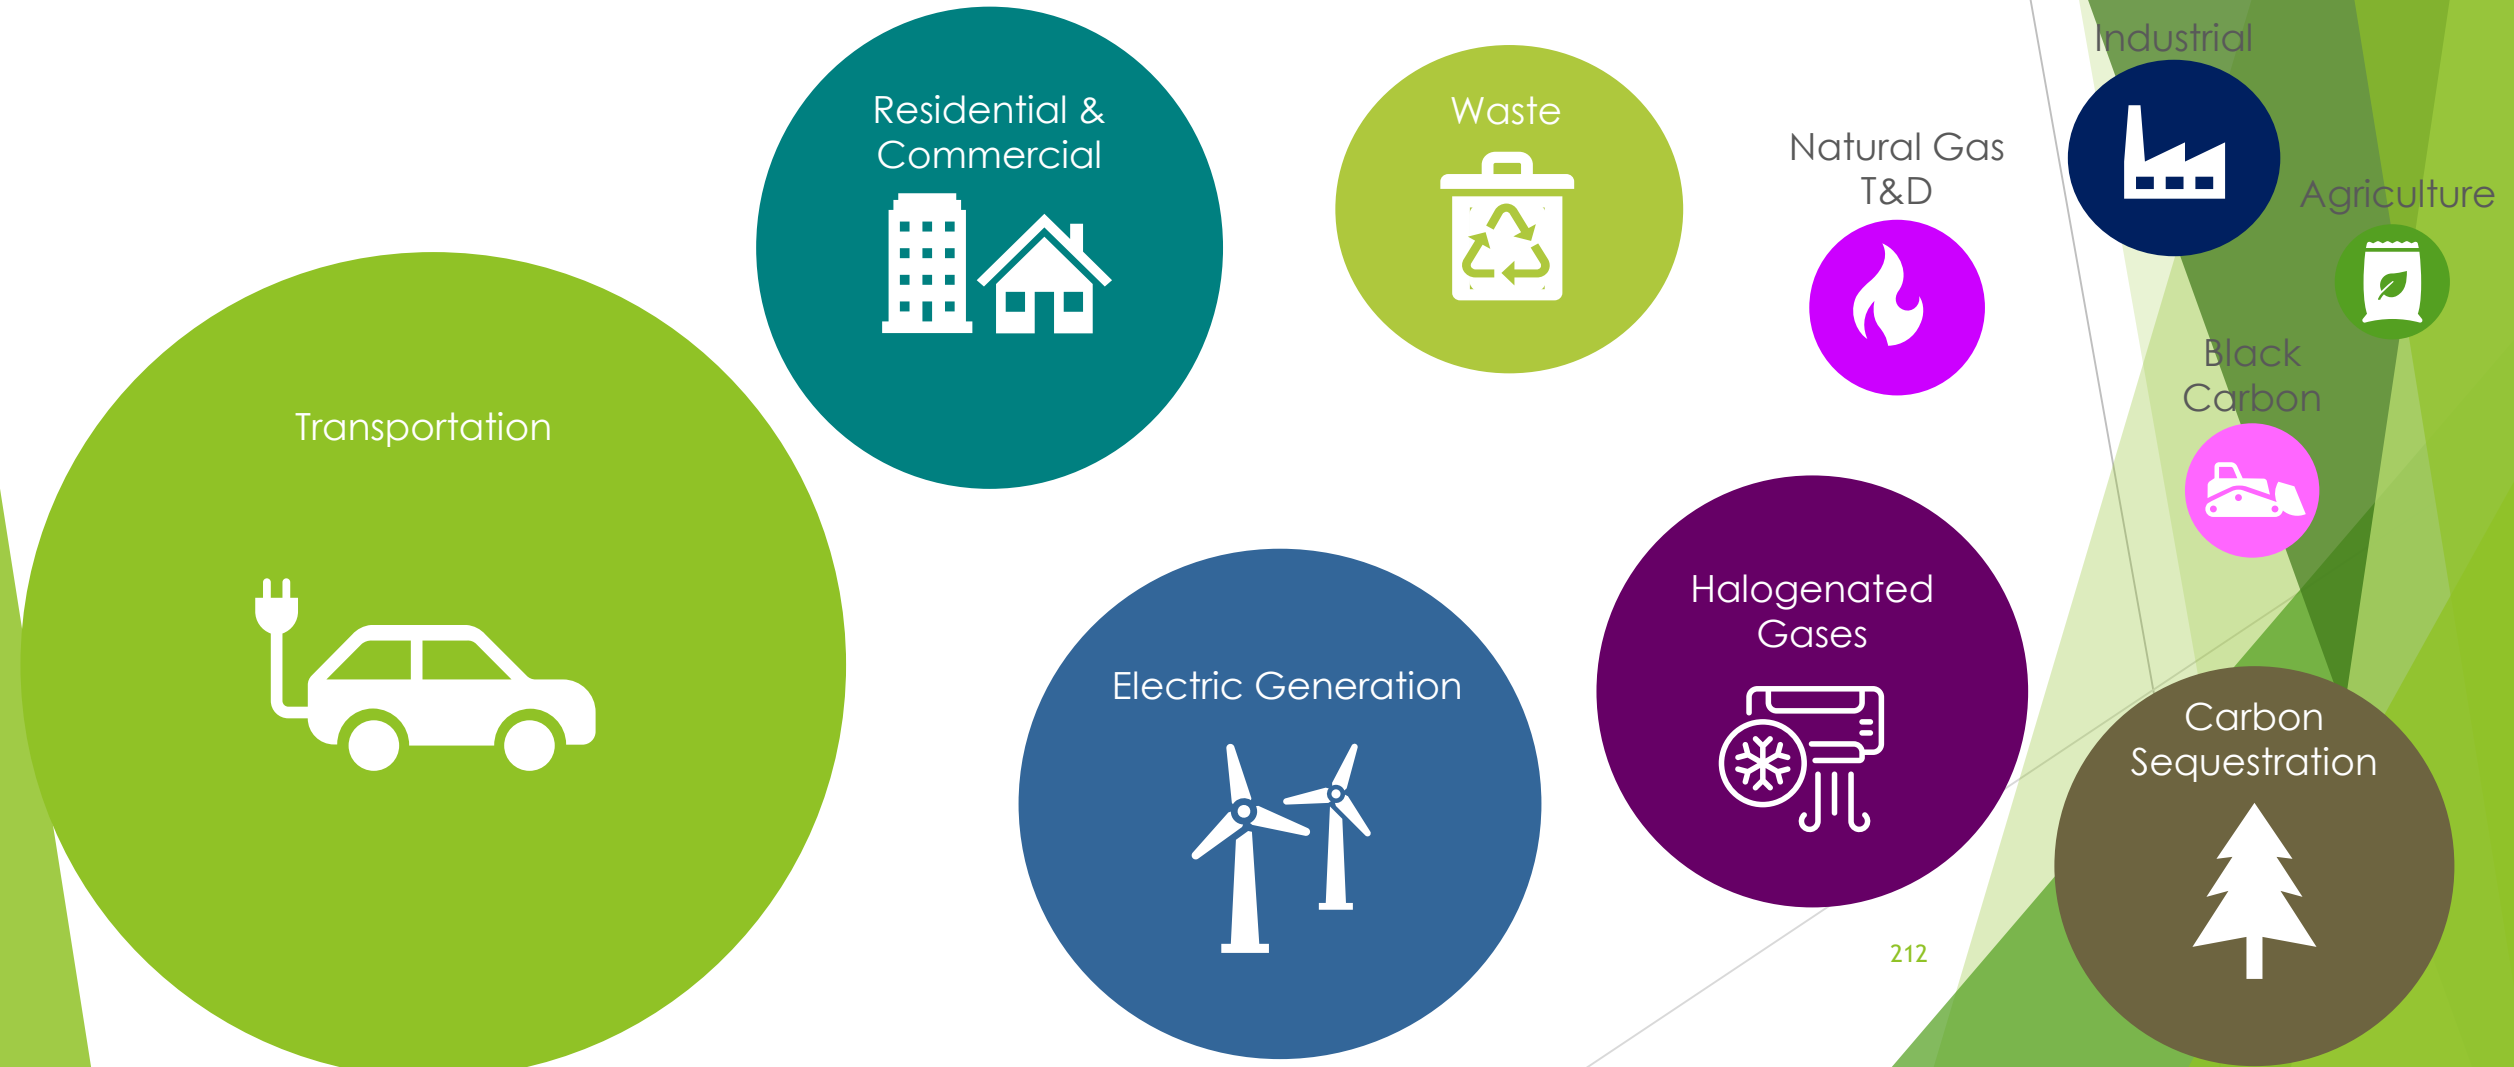 Industrial
Residential &
Commercial
Waste
Natural Gas
T&D
Agriculture
Black
Carbon
Transportation
Halogenated
Gases
Electric Generation
Carbon
Sequestration
212